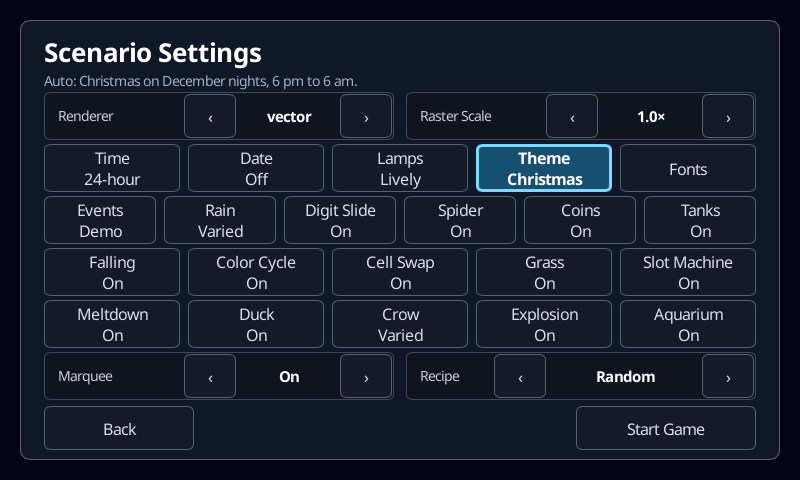 Scenario Settings
Auto: Christmas on December nights, 6 pm to 6 am.
Renderer ‹ vector › Raster Scale ‹ 1.0× ›
Time Date Lamps Theme Fonts
24-hour Off Lively Christmas
Events Rain Digit Slide Spider Coins Tanks
Demo Varied On On On On
Falling Color Cycle Cell Swap Grass Slot Machine
On On On On On
Meltdown Duck Crow Explosion Aquarium
On On Varied On On
Marquee ‹ On › Recipe ‹ Random ›
Back Start Game